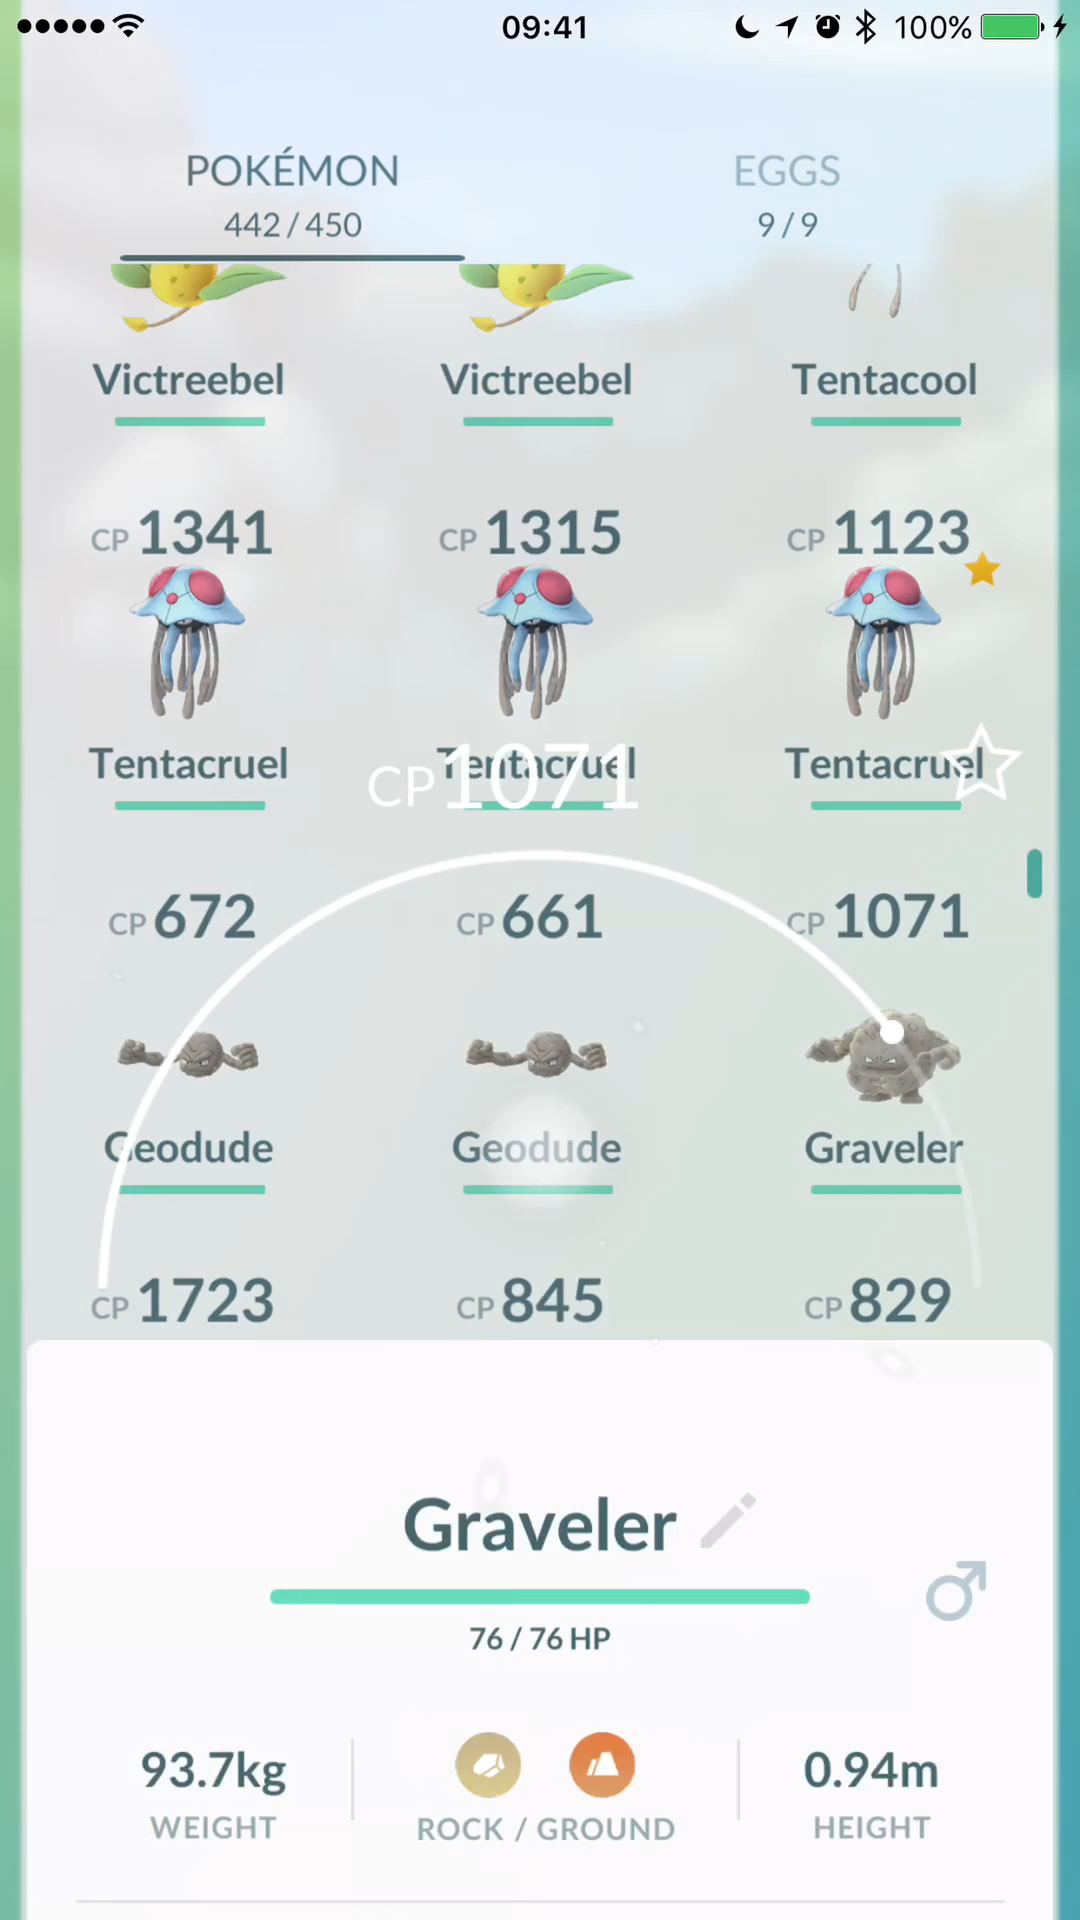 09:41 100%
POKÉMON EGGS
442 / 450 9 / 9
Victreebel Victreebel Tentacool
CP 1341 CP 1315 CP 1123
Tentacruel Tentacruel Tentacruel
CP 1071
CP 672 CP 661 CP 1071
Geodude Geodude Graveler
CP 1723 CP 845 CP 829
Graveler
76 / 76 HP
93.7kg 0.94m
WEIGHT ROCK / GROUND HEIGHT